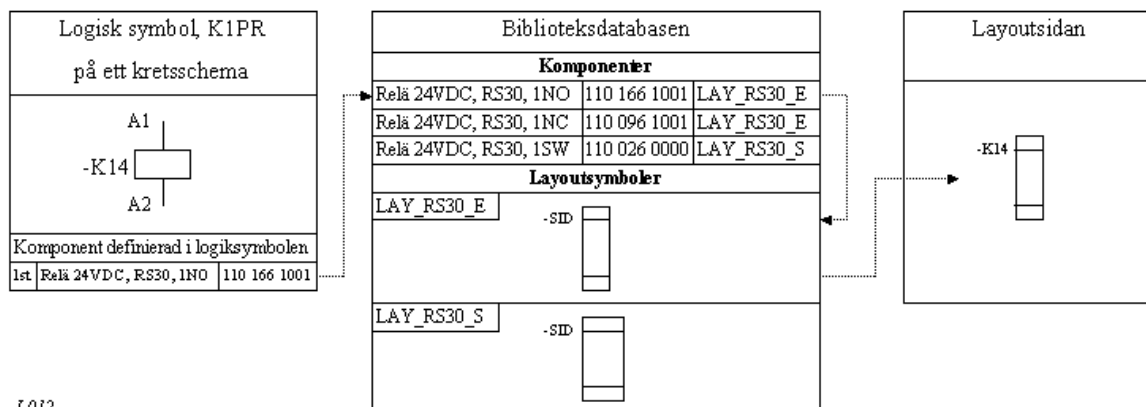 Logisk symbol, K1PR
på ett kretsschema
A1
-K14
A2
Komponent definierad i logiksymbolen
1st Relä 24VDC, RS30, 1NO 110 166 1001
Biblioteksdatabasen
Komponenter
Relä 24VDC, RS30, 1NO 110 166 1001 LAY_RS30_E
Relä 24VDC, RS30, 1NC 110 096 1001 LAY_RS30_E
Relä 24VDC, RS30, 1SW 110 026 0000 LAY_RS30_S
Layoutsymboler
LAY_RS30_E
-SID
LAY_RS30_S
-SID
Layoutsidan
-K14